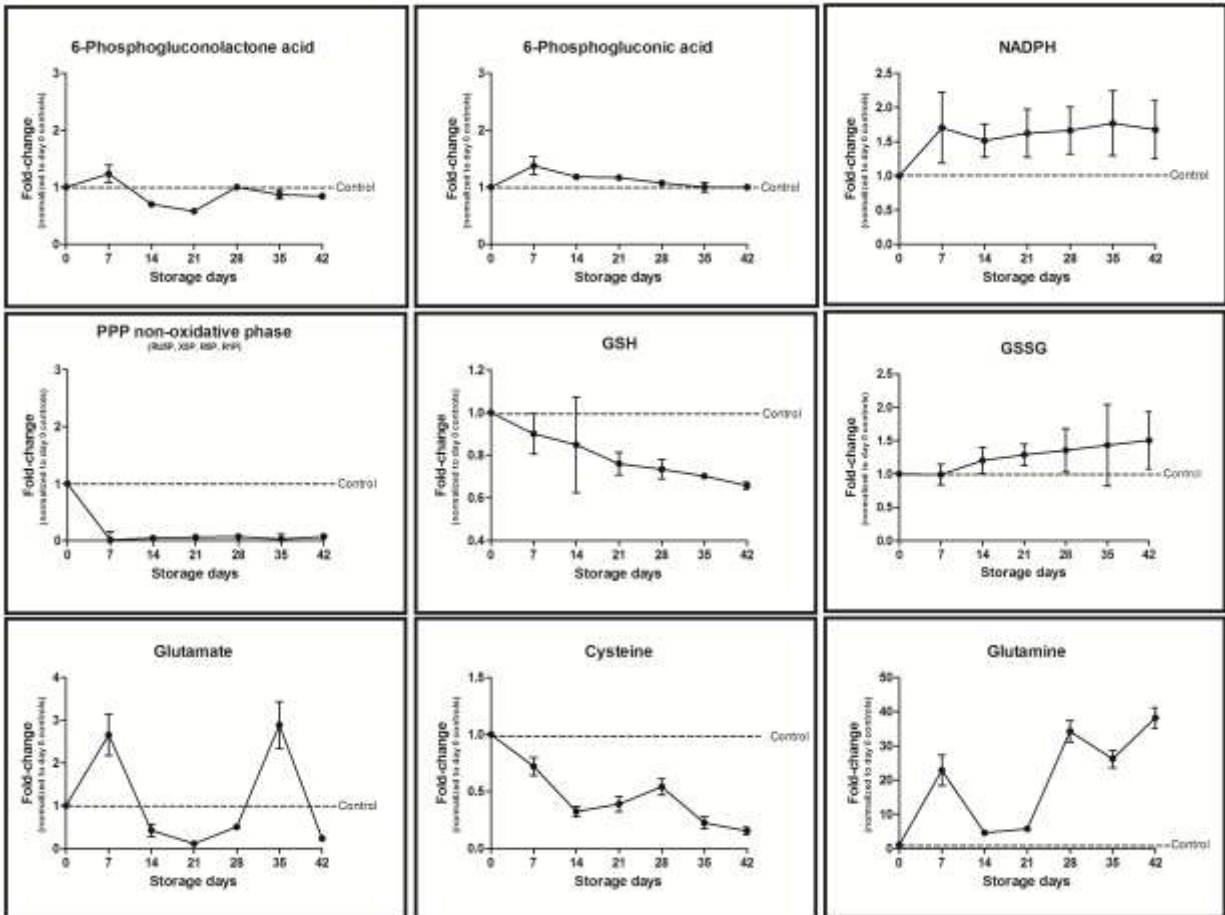 6-Phosphogluconolactone acid
Fold-change
(normalized to day 0 controls)
3
2
1
0
Control
0 7 14 21 28 35 42
Storage days
6-Phosphogluconic acid
Fold-change
(normalized to day 0 controls)
3
2
1
0
Control
0 7 14 21 28 35 42
Storage days
NADPH
Fold-change
(normalized to day 0 controls)
2.5
2.0
1.5
1.0
0.5
0.0
Control
0 7 14 21 28 35 42
Storage days
PPP non-oxidative phase
(Ru5P, X5P, R5P, R1P)
Fold-change
(normalized to day 0 controls)
3
2
1
0
Control
0 7 14 21 28 35 42
Storage days
GSH
Fold-change
(normalized to day 0 controls)
1.2
1.0
0.8
0.6
0.4
Control
0 7 14 21 28 35 42
Storage days
GSSG
Fold-change
(normalized to day 0 controls)
2.5
2.0
1.5
1.0
0.5
0.0
Control
0 7 14 21 28 35 42
Storage days
Glutamate
Fold-change
(normalized to day 0 controls)
4
3
2
1
0
Control
0 7 14 21 28 35 42
Storage days
Cysteine
Fold-change
(normalized to day 0 controls)
1.5
1.0
0.5
0.0
Control
0 7 14 21 28 35 42
Storage days
Glutamine
Fold-change
(normalized to day 0 controls)
50
40
30
20
10
0
Control
0 7 14 21 28 35 42
Storage days